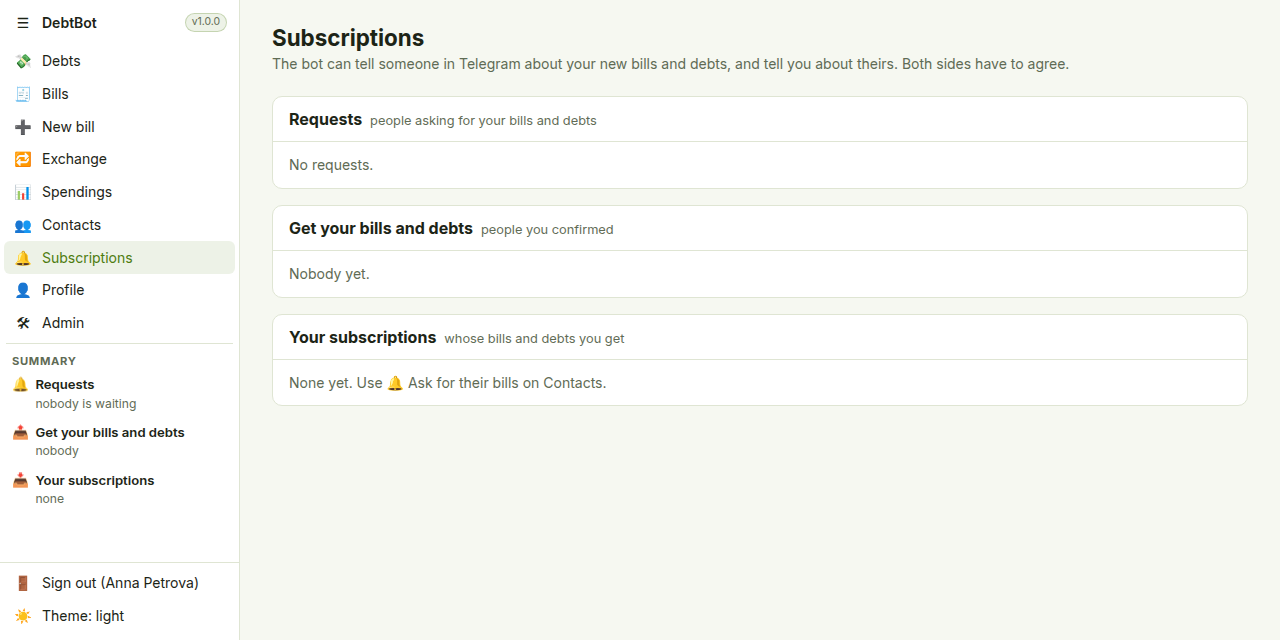 DebtBot
v1.0.0
Debts
Bills
New bill
Exchange
Spendings
Contacts
Subscriptions
Profile
Admin
SUMMARY
Requests
nobody is waiting
Get your bills and debts
nobody
Your subscriptions
none
Sign out (Anna Petrova)
Theme: light
Subscriptions
The bot can tell someone in Telegram about your new bills and debts, and tell you about theirs. Both sides have to agree.
Requests people asking for your bills and debts
No requests.
Get your bills and debts people you confirmed
Nobody yet.
Your subscriptions whose bills and debts you get
None yet. Use 🔔 Ask for their bills on Contacts.